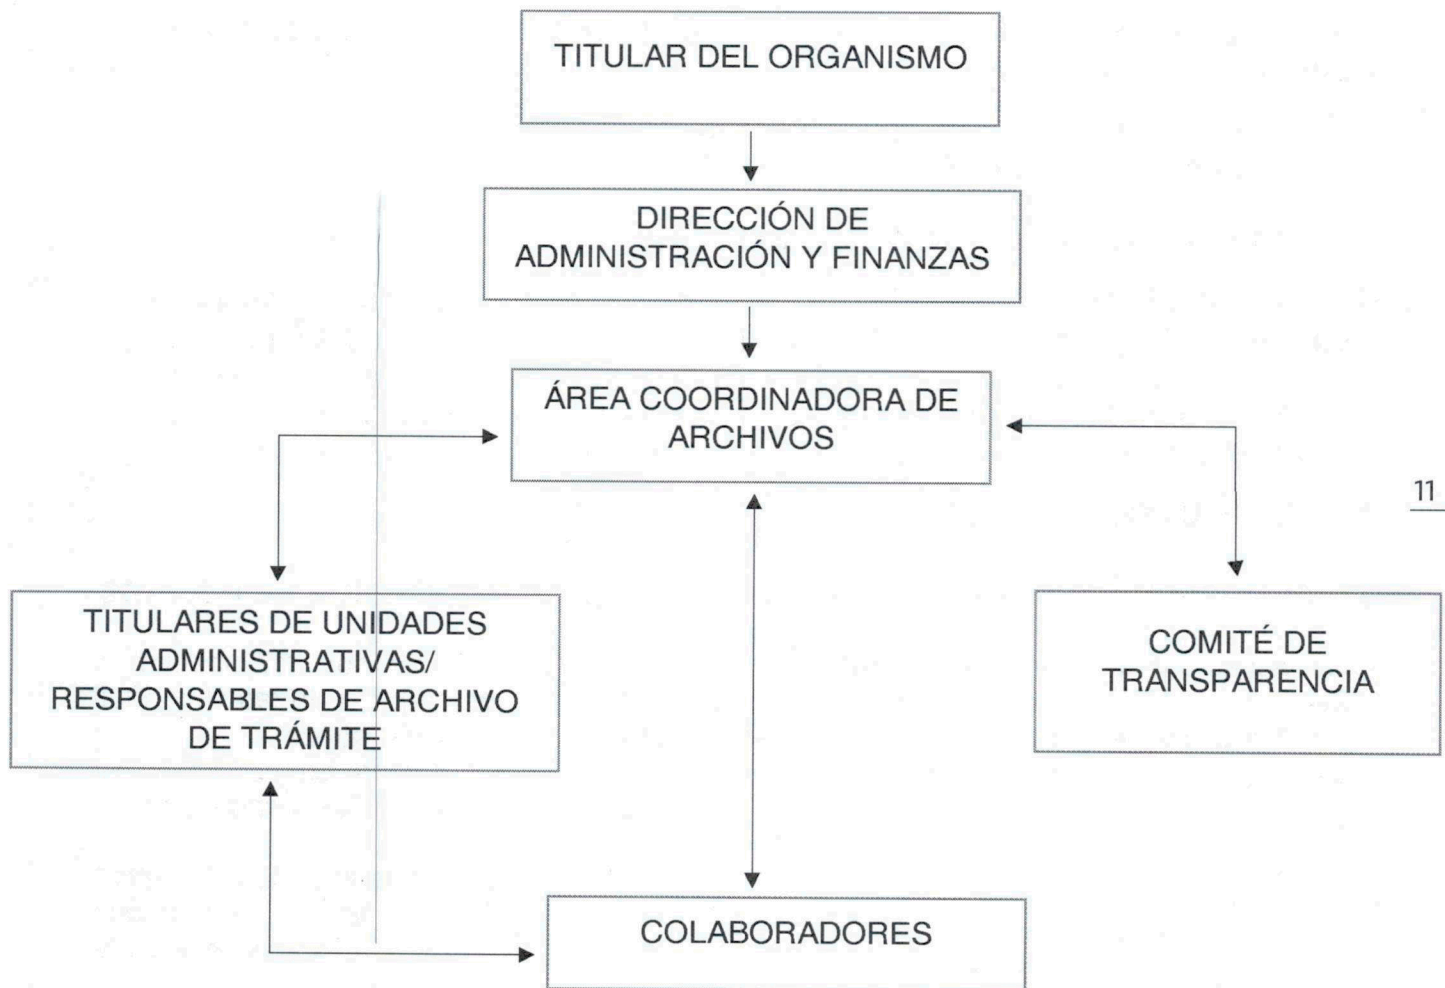 TITULAR DEL ORGANISMO
DIRECCIÓN DE
ADMINISTRACIÓN Y FINANZAS
ÁREA COORDINADORA DE
ARCHIVOS
11
TITULARES DE UNIDADES
ADMINISTRATIVAS/
RESPONSABLES DE ARCHIVO
DE TRÁMITE
COMITÉ DE
TRANSPARENCIA
COLABORADORES